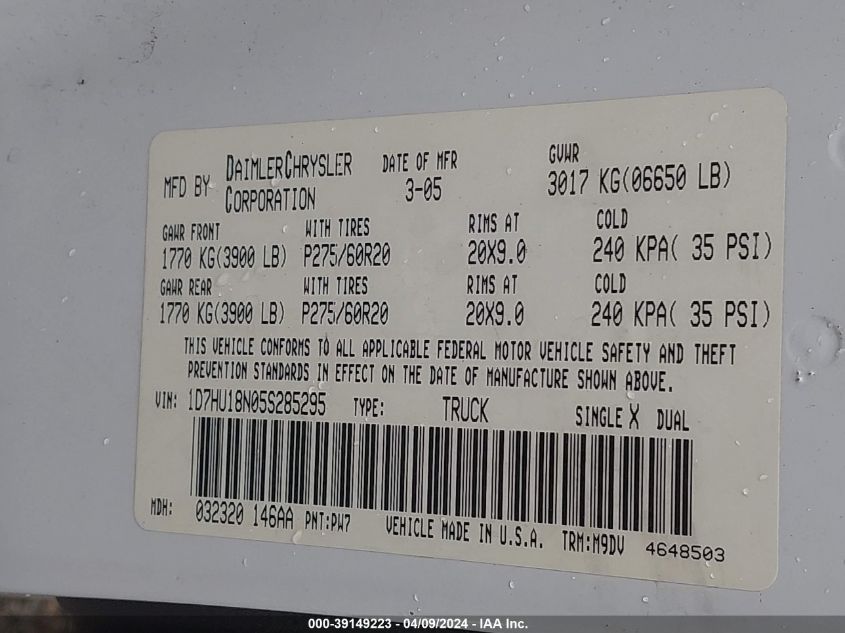 MFD BY DAIMLERCHRYSLER CORPORATION DATE OF MFR 3-05 GVWR 3017 KG(06650 LB)
GAWR FRONT WITH TIRES RIMS AT COLD
1770 KG(3900 LB) P275/60R20 20X9.0 240 KPA( 35 PSI)
GAWR REAR WITH TIRES RIMS AT COLD
1770 KG(3900 LB) P275/60R20 20X9.0 240 KPA( 35 PSI)
THIS VEHICLE CONFORMS TO ALL APPLICABLE FEDERAL MOTOR VEHICLE SAFETY AND THEFT
PREVENTION STANDARDS IN EFFECT ON THE DATE OF MANUFACTURE SHOWN ABOVE.
VIN: 1D7HU18N05S285295 TYPE: TRUCK SINGLE X DUAL
MDH: 032320 146AA PNT:PW7 VEHICLE MADE IN U.S.A. TRM:M9DV 4648503
000-39149223 - 04/09/2024 - IAA Inc.